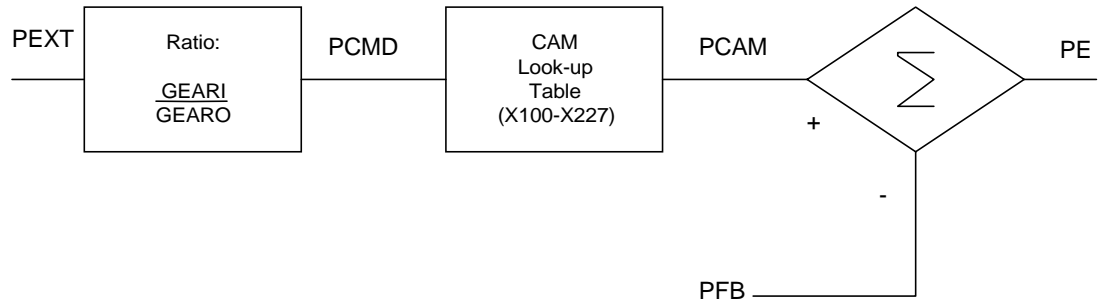 PEXT
Ratio:
GEARI
GEARO
PCMD
CAM
Look-up
Table
(X100-X227)
PCAM
+
-
∑
PE
PFB